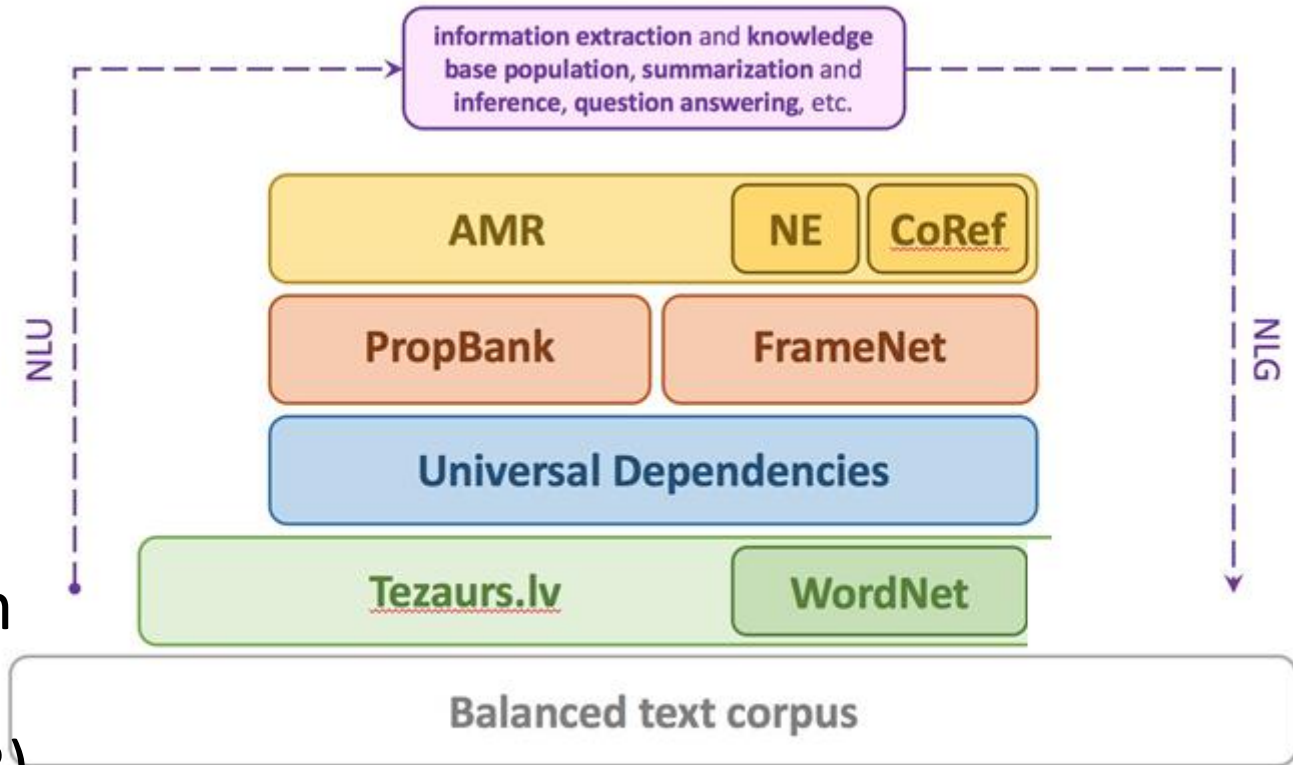 information extraction and knowledge
base population, summarization and
inference, question answering, etc.
AMR
NE
CoRef
PropBank
FrameNet
NLU
NLG
Universal Dependencies
Tezaurs.lv
WordNet
Balanced text corpus